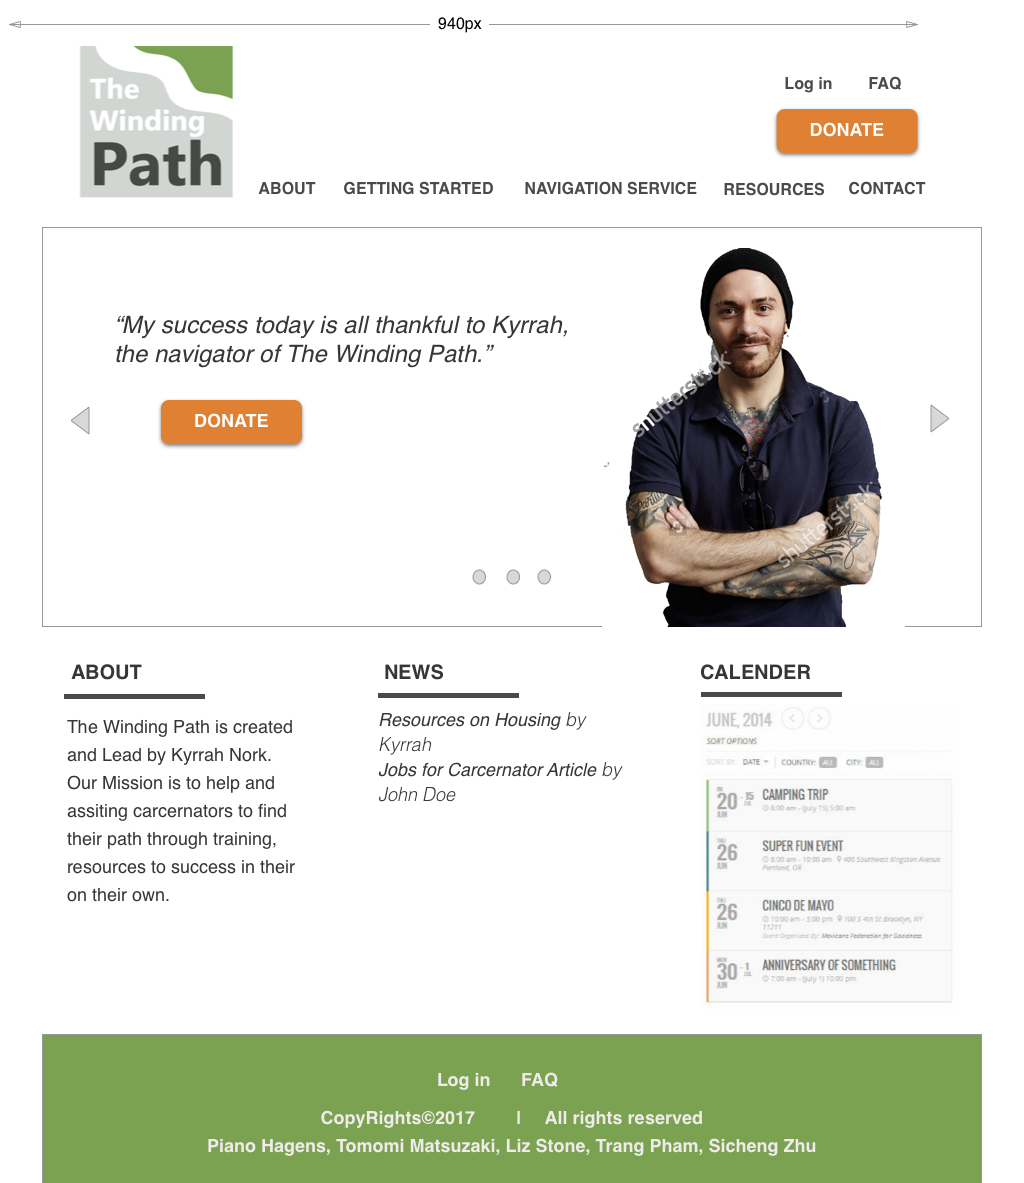 940px
The
Winding
Path
Log in FAQ
DONATE
ABOUT GETTING STARTED NAVIGATION SERVICE RESOURCES CONTACT
“My success today is all thankful to Kyrrah,
the navigator of The Winding Path.”
DONATE
shutterstock
shutterstock
ABOUT
The Winding Path is created
and Lead by Kyrrah Nork.
Our Mission is to help and
assiting carcernators to find
their path through training,
resources to success in their
on their own.
NEWS
Resources on Housing by
Kyrrah
Jobs for Carcernator Article by
John Doe
CALENDER
JUNE, 2014
SORT OPTIONS
SORT BY: DATE COUNTRY: ALL CITY: ALL
FRI
20 - 15
JUN JUL
CAMPING TRIP
8:00 am - (july 15) 5:00 am
THU
26
JUN
SUPER FUN EVENT
8:00 am - 10:00 am 400 Southwest Kingston Avenue
Portland, OR
THU
26
JUN
CINCO DE MAYO
10:00 am - 3:00 pm 100 S 4th St Brooklyn, NY
11211
Event Organized By: Mexicans Federation for Goodness
MON
30 - 1
JUN JUL
ANNIVERSARY OF SOMETHING
7:00 am - (july 1) 10:00 pm
Log in FAQ
CopyRights©2017 | All rights reserved
Piano Hagens, Tomomi Matsuzaki, Liz Stone, Trang Pham, Sicheng Zhu